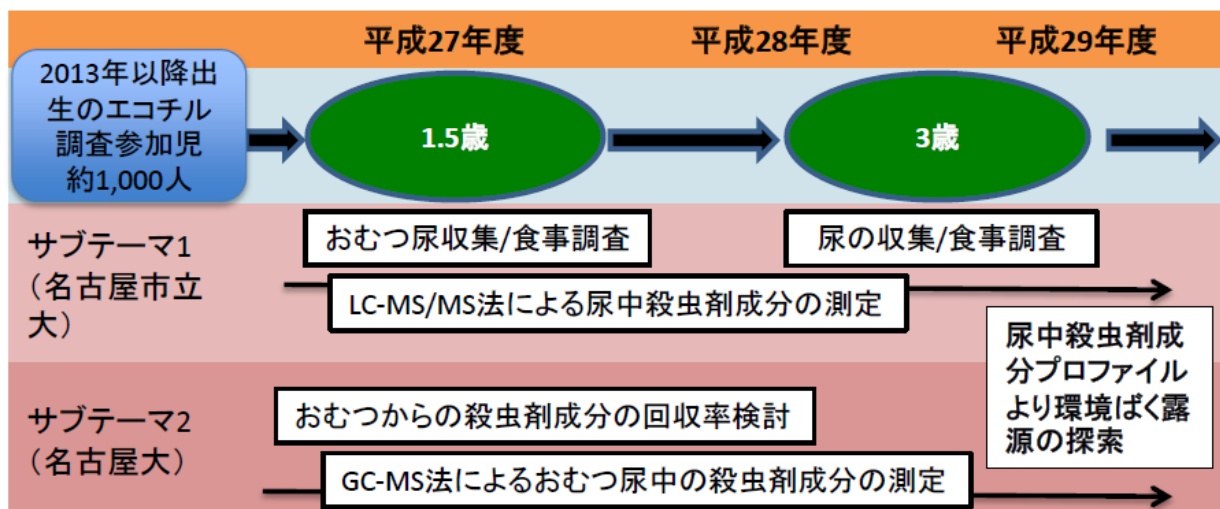 平成27年度 平成28年度 平成29年度
2013年以降出
生のエコチル
調査参加児
約1,000人
1.5歳
3歳
サブテーマ1
（名古屋市立
大）
おむつ尿収集/食事調査
尿の収集/食事調査
LC-MS/MS法による尿中殺虫剤成分の測定
尿中殺虫剤成
分プロファイル
より環境ばく露
源の探索
サブテーマ2
（名古屋大）
おむつからの殺虫剤成分の回収率検討
GC-MS法によるおむつ尿中の殺虫剤成分の測定